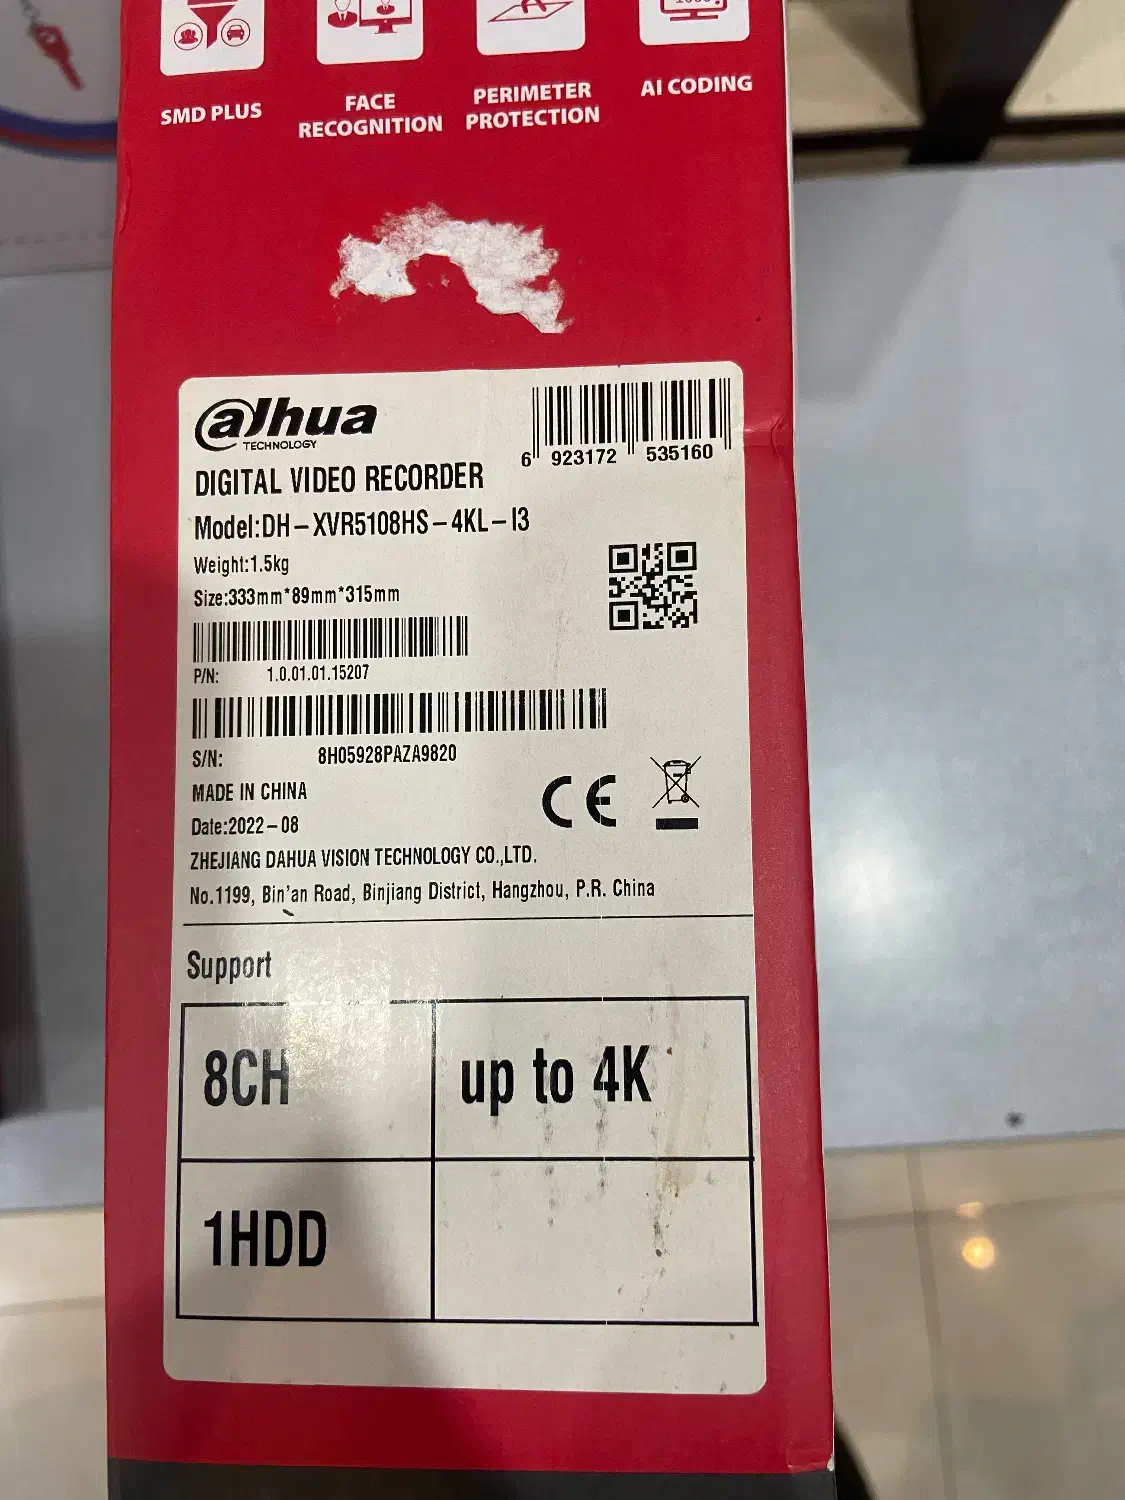 SMD PLUS
FACE
RECOGNITION
PERIMETER
PROTECTION
AI CODING
alhua
TECHNOLOGY
6 923172 535160
DIGITAL VIDEO RECORDER
Model:DH-XVR5108HS-4KL-I3
Weight:1.5kg
Size:333mm*89mm*315mm
P/N: 1.0.01.01.15207
S/N: 8H05928PAZA9820
MADE IN CHINA
CE
Date:2022-08
ZHEJIANG DAHUA VISION TECHNOLOGY CO.,LTD.
No.1199, Bin'an Road, Binjiang District, Hangzhou, P.R. China
Support
8CH up to 4K
1HDD